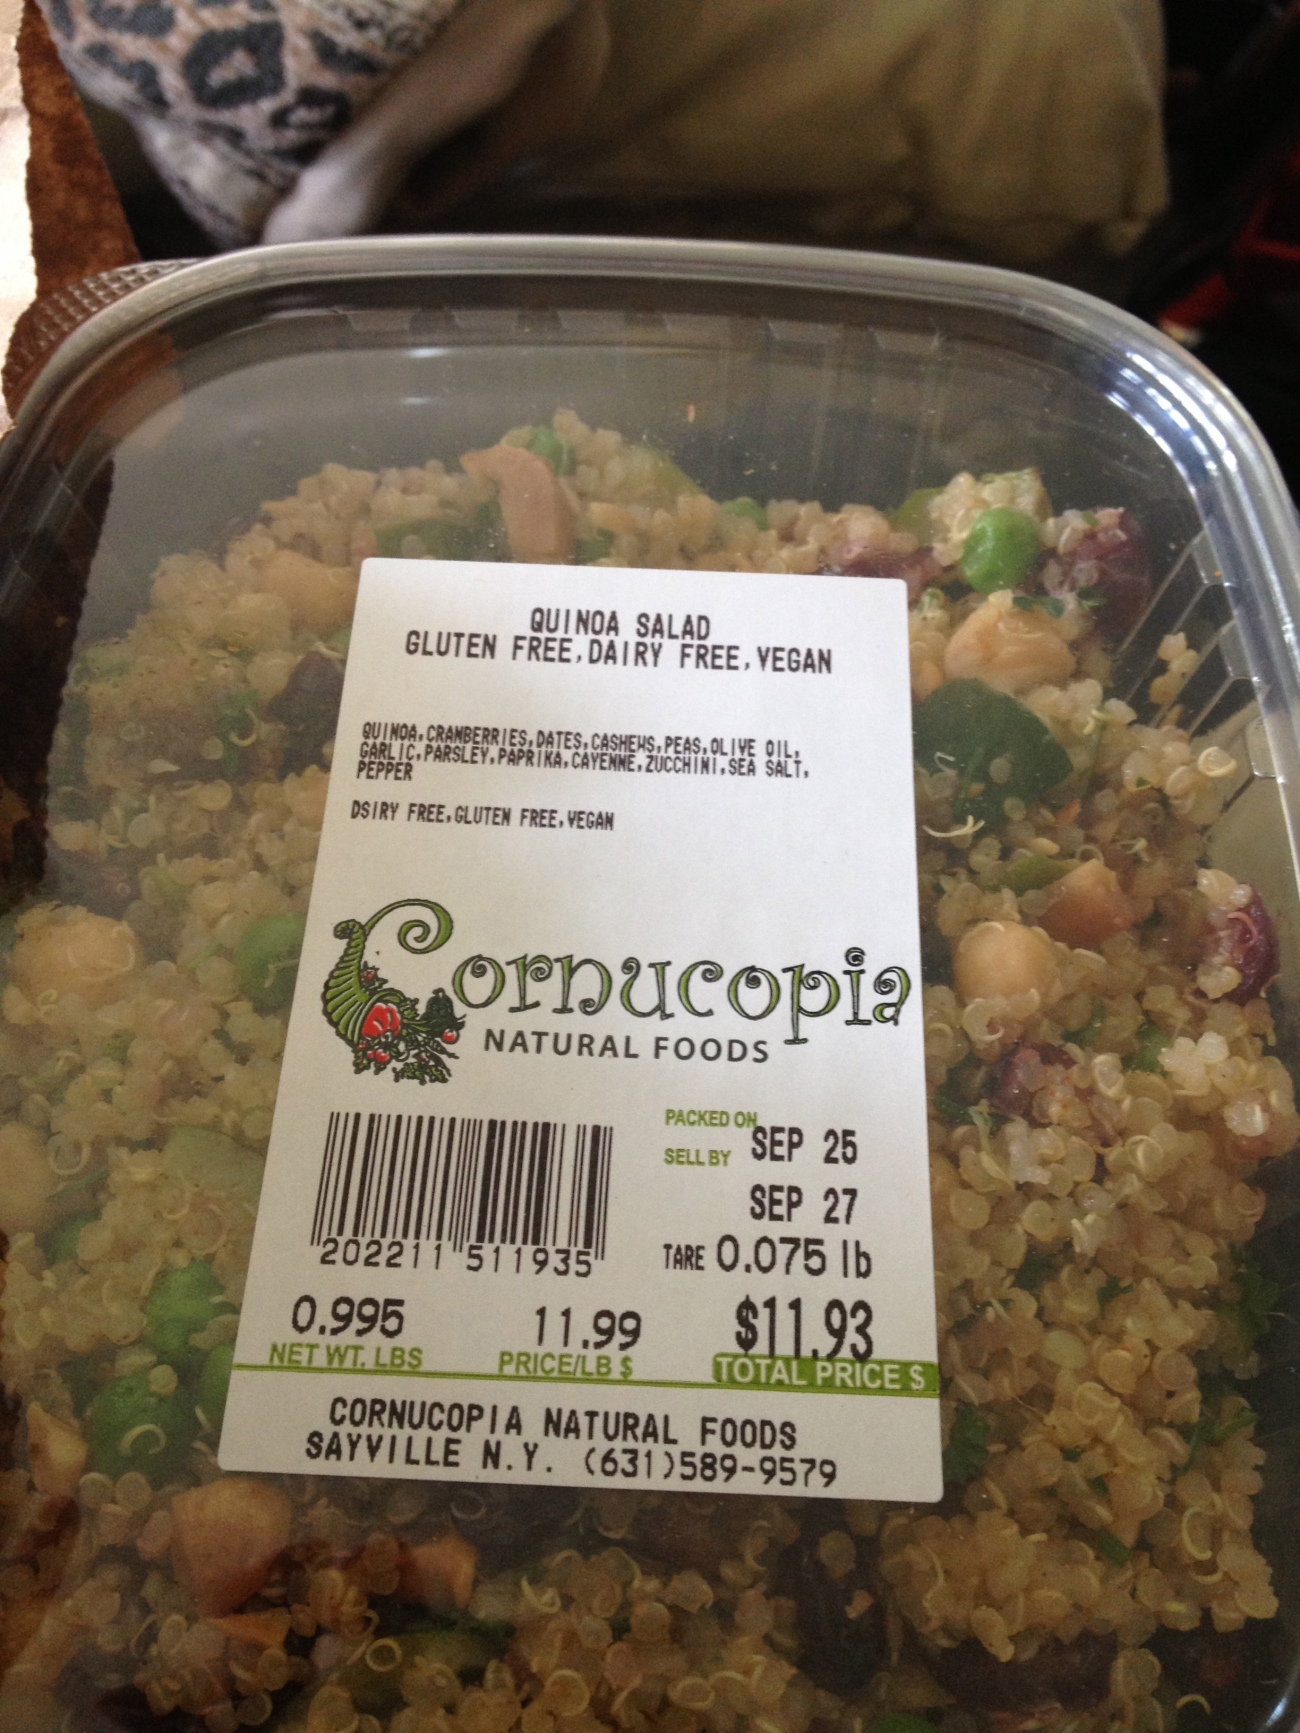 QUINOA SALAD
GLUTEN FREE,DAIRY FREE,VEGAN
QUINOA,CRANBERRIES,DATES,CASHEWS,PEAS,OLIVE OIL,
GARLIC,PARSLEY,PAPRIKA,CAYENNE,ZUCCHINI,SEA SALT,
PEPPER
DSIRY FREE,GLUTEN FREE,VEGAN
Cornucopia
NATURAL FOODS
PACKED ON SEP 25
SELL BY SEP 27
TARE 0.075 lb
202211 511935
0.995 11.99 $11.93
NET WT. LBS PRICE/LB $ TOTAL PRICE $
CORNUCOPIA NATURAL FOODS
SAYVILLE N.Y. (631)589-9579